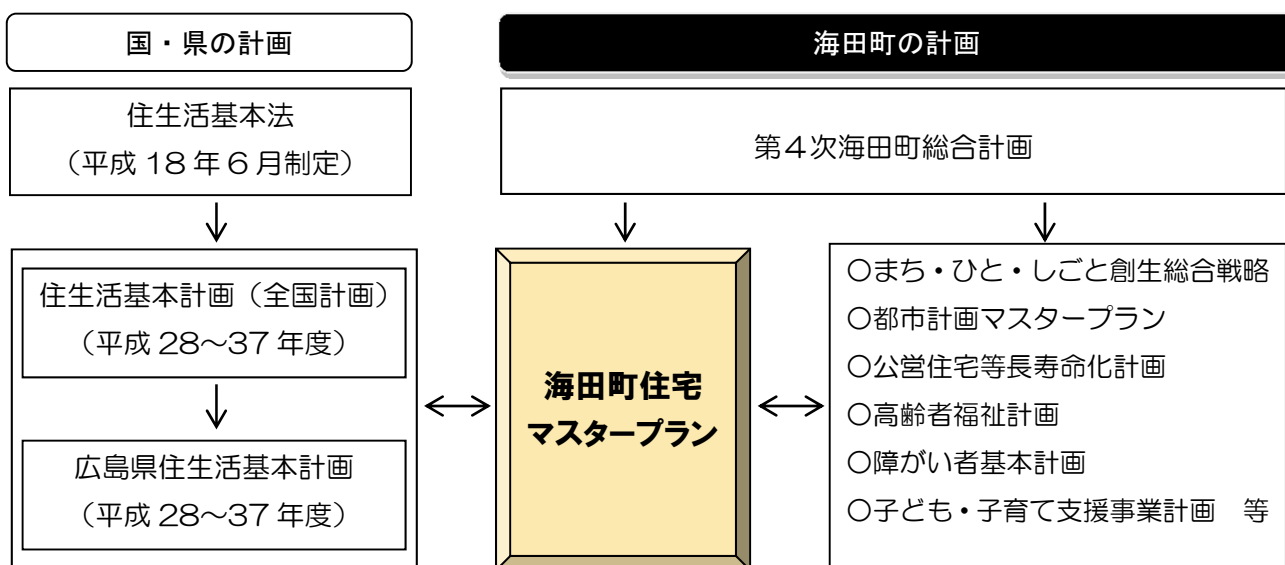 国・県の計画
海田町の計画
住生活基本法
（平成 18 年 6 月制定）
第４次海田町総合計画
住生活基本計画（全国計画）
（平成 28～37 年度）
広島県住生活基本計画
（平成 28～37 年度）
海田町住宅
マスタープラン
○まち・ひと・しごと創生総合戦略
○都市計画マスタープラン
○公営住宅等長寿命化計画
○高齢者福祉計画
○障がい者基本計画
○子ども・子育て支援事業計画　等